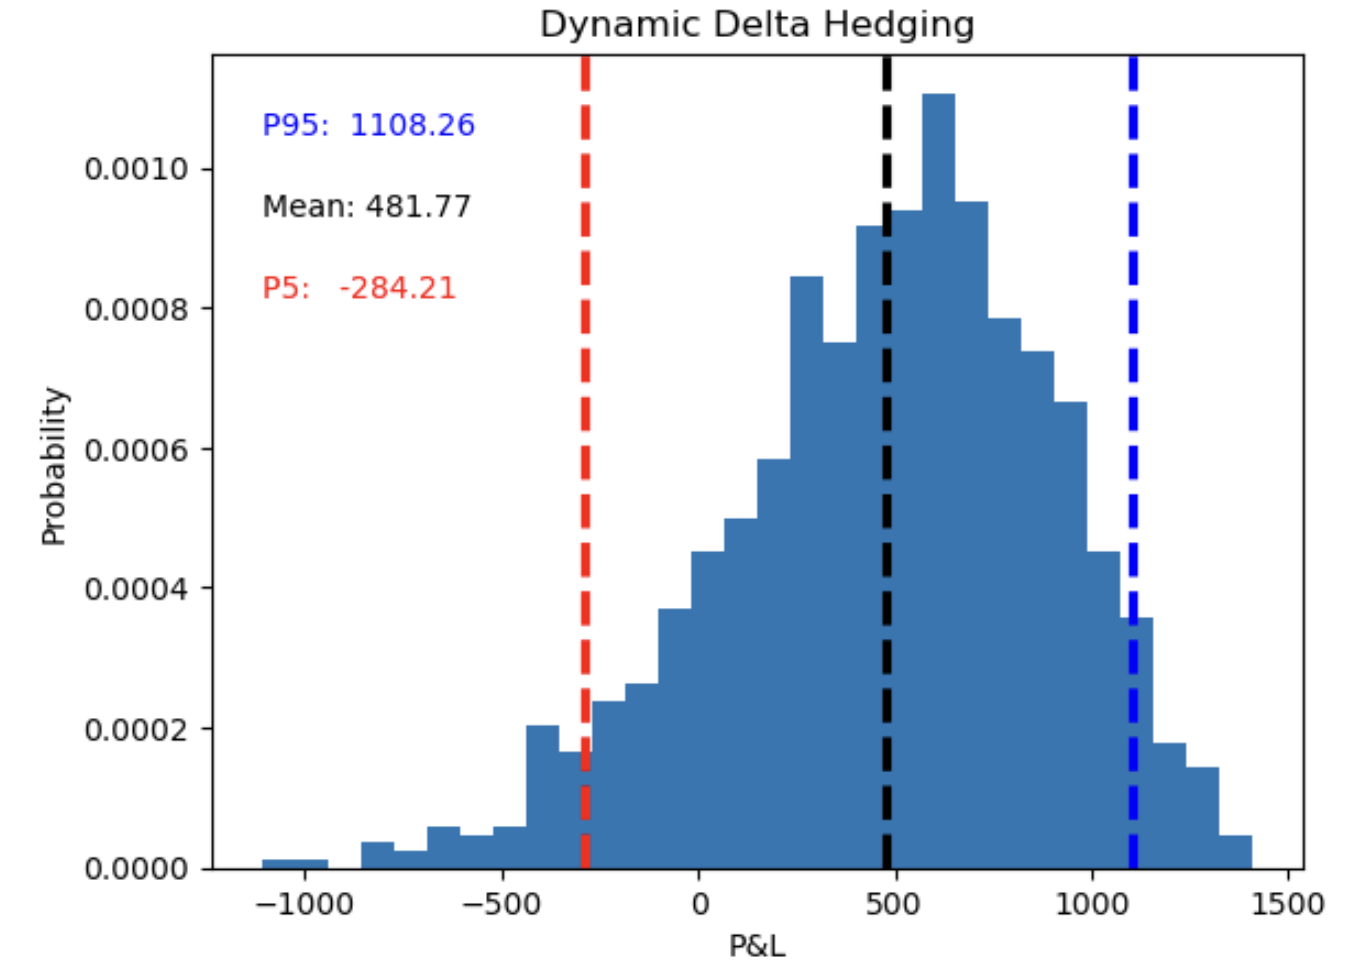 Dynamic Delta Hedging
P95: 1108.26
Mean: 481.77
P5: -284.21
0.0010
0.0008
0.0006
0.0004
0.0002
0.0000
Probability
−1000
−500
0
500
1000
1500
P&L